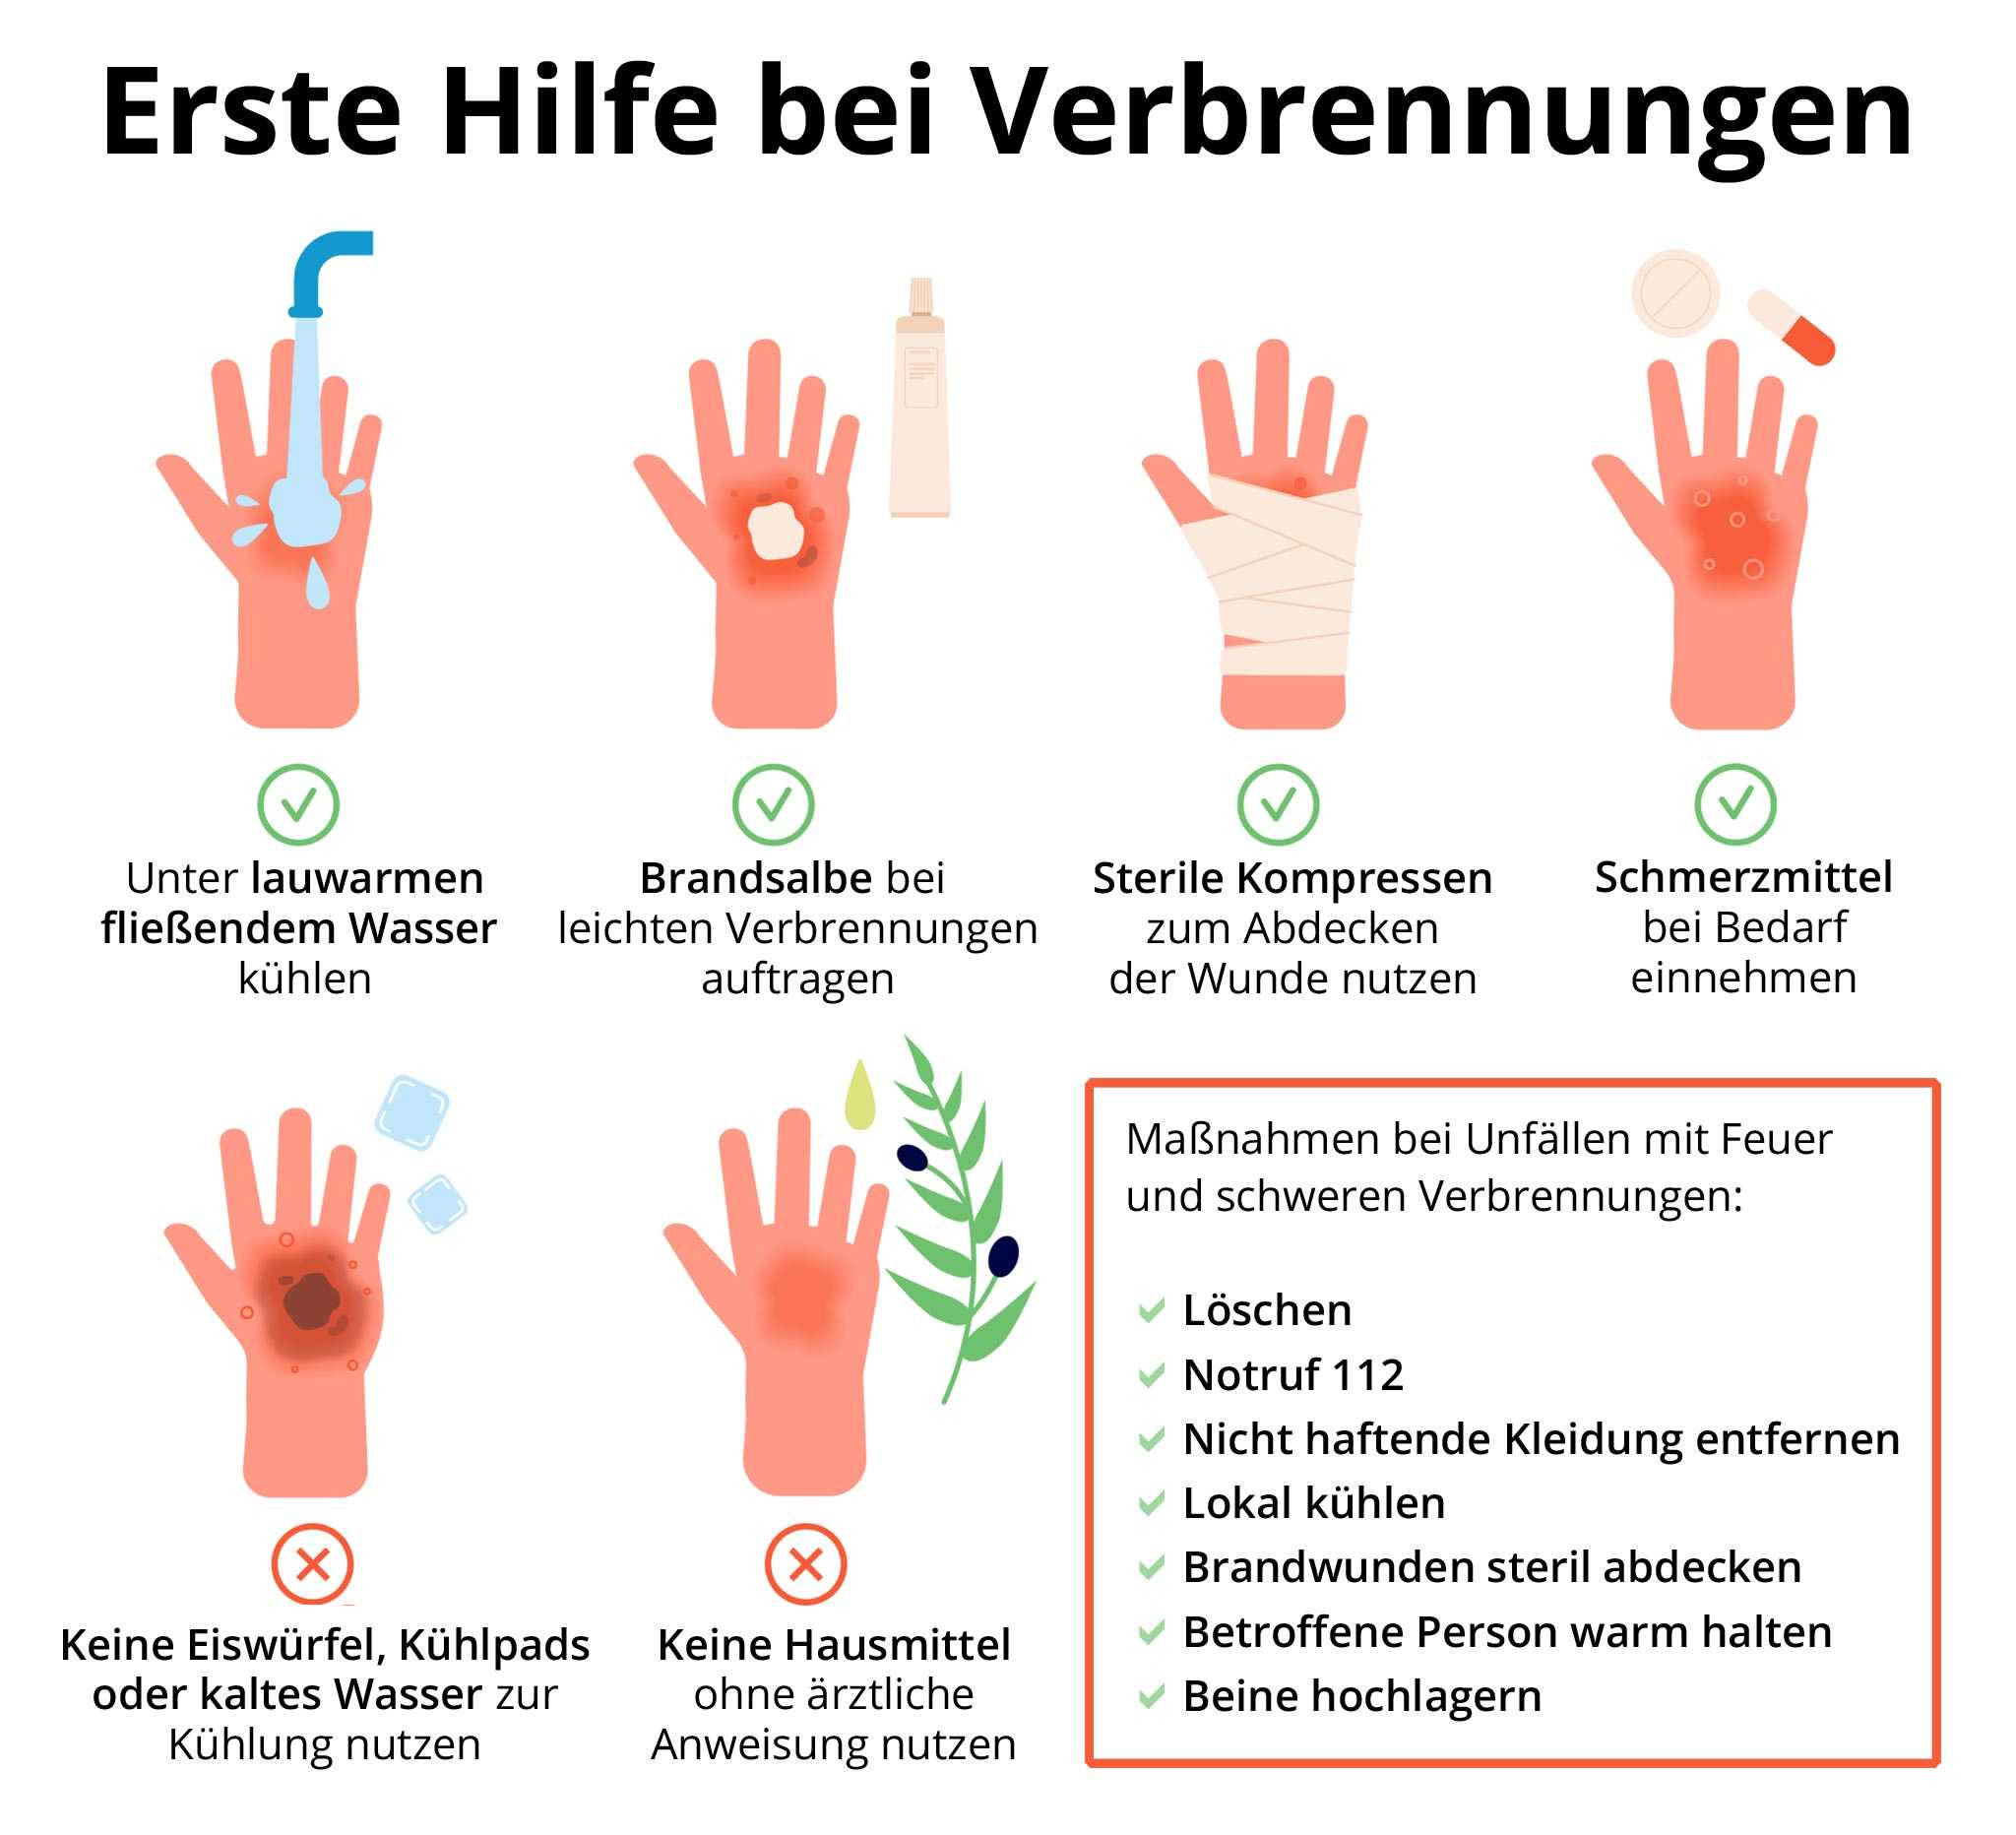 Erste Hilfe bei Verbrennungen
Unter lauwarmen
fließendem Wasser
kühlen
Brandsalbe bei
leichten Verbrennungen
auftragen
Sterile Kompressen
zum Abdecken
der Wunde nutzen
Schmerzmittel
bei Bedarf
einnehmen
Keine Eiswürfel, Kühlpads
oder kaltes Wasser zur
Kühlung nutzen
Keine Hausmittel
ohne ärztliche
Anweisung nutzen
Maßnahmen bei Unfällen mit Feuer
und schweren Verbrennungen:
Löschen
Notruf 112
Nicht haftende Kleidung entfernen
Lokal kühlen
Brandwunden steril abdecken
Betroffene Person warm halten
Beine hochlagern